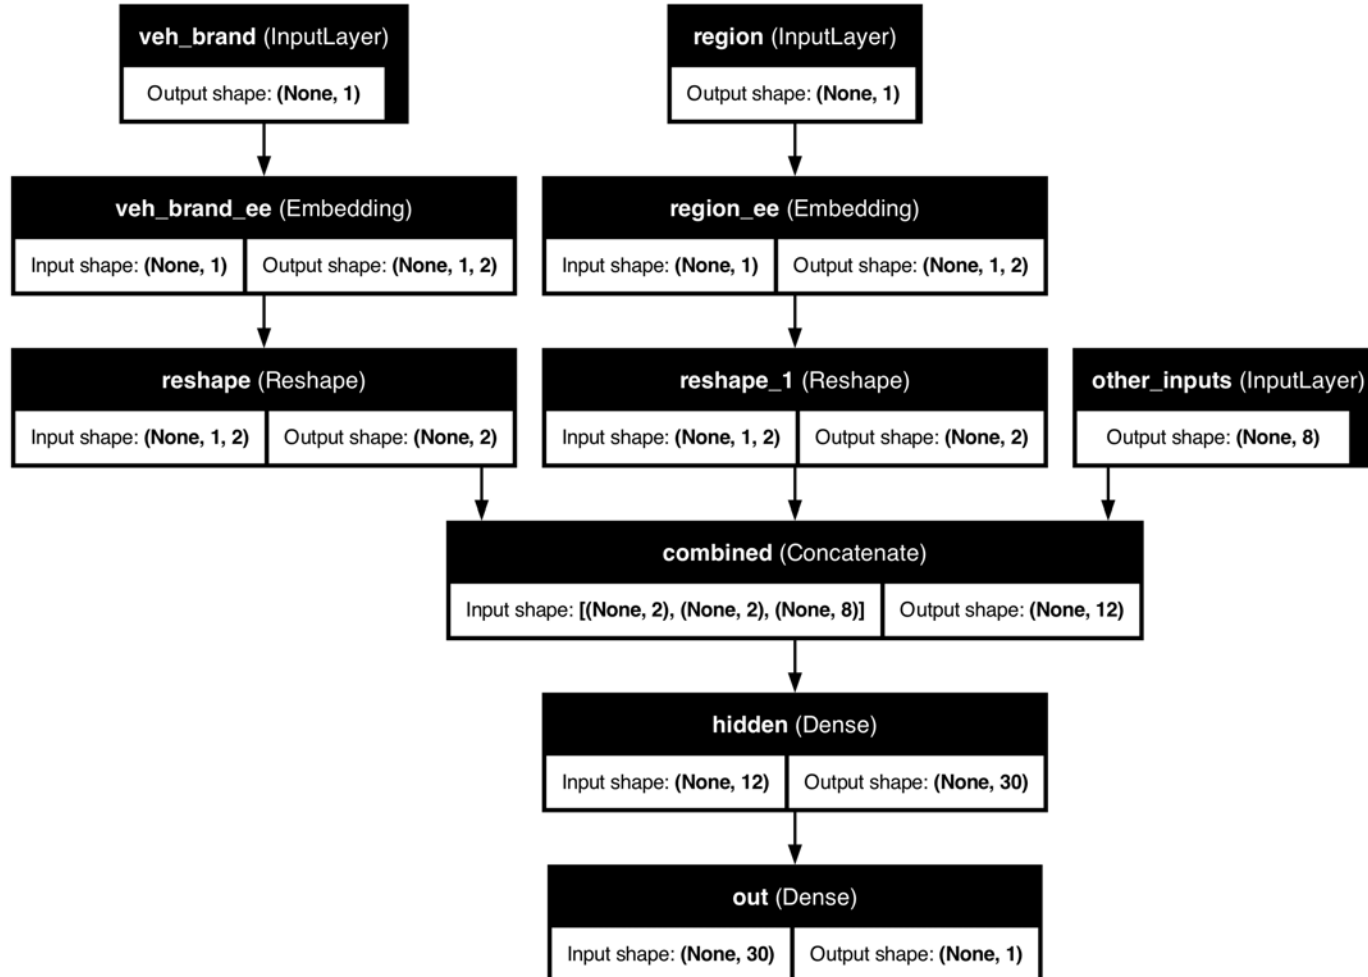 veh_brand (InputLayer)
Output shape: (None, 1)
region (InputLayer)
Output shape: (None, 1)
veh_brand_ee (Embedding)
Input shape: (None, 1)
Output shape: (None, 1, 2)
region_ee (Embedding)
Input shape: (None, 1)
Output shape: (None, 1, 2)
reshape (Reshape)
Input shape: (None, 1, 2)
Output shape: (None, 2)
reshape_1 (Reshape)
Input shape: (None, 1, 2)
Output shape: (None, 2)
other_inputs (InputLayer)
Output shape: (None, 8)
combined (Concatenate)
Input shape: [(None, 2), (None, 2), (None, 8)]
Output shape: (None, 12)
hidden (Dense)
Input shape: (None, 12)
Output shape: (None, 30)
out (Dense)
Input shape: (None, 30)
Output shape: (None, 1)